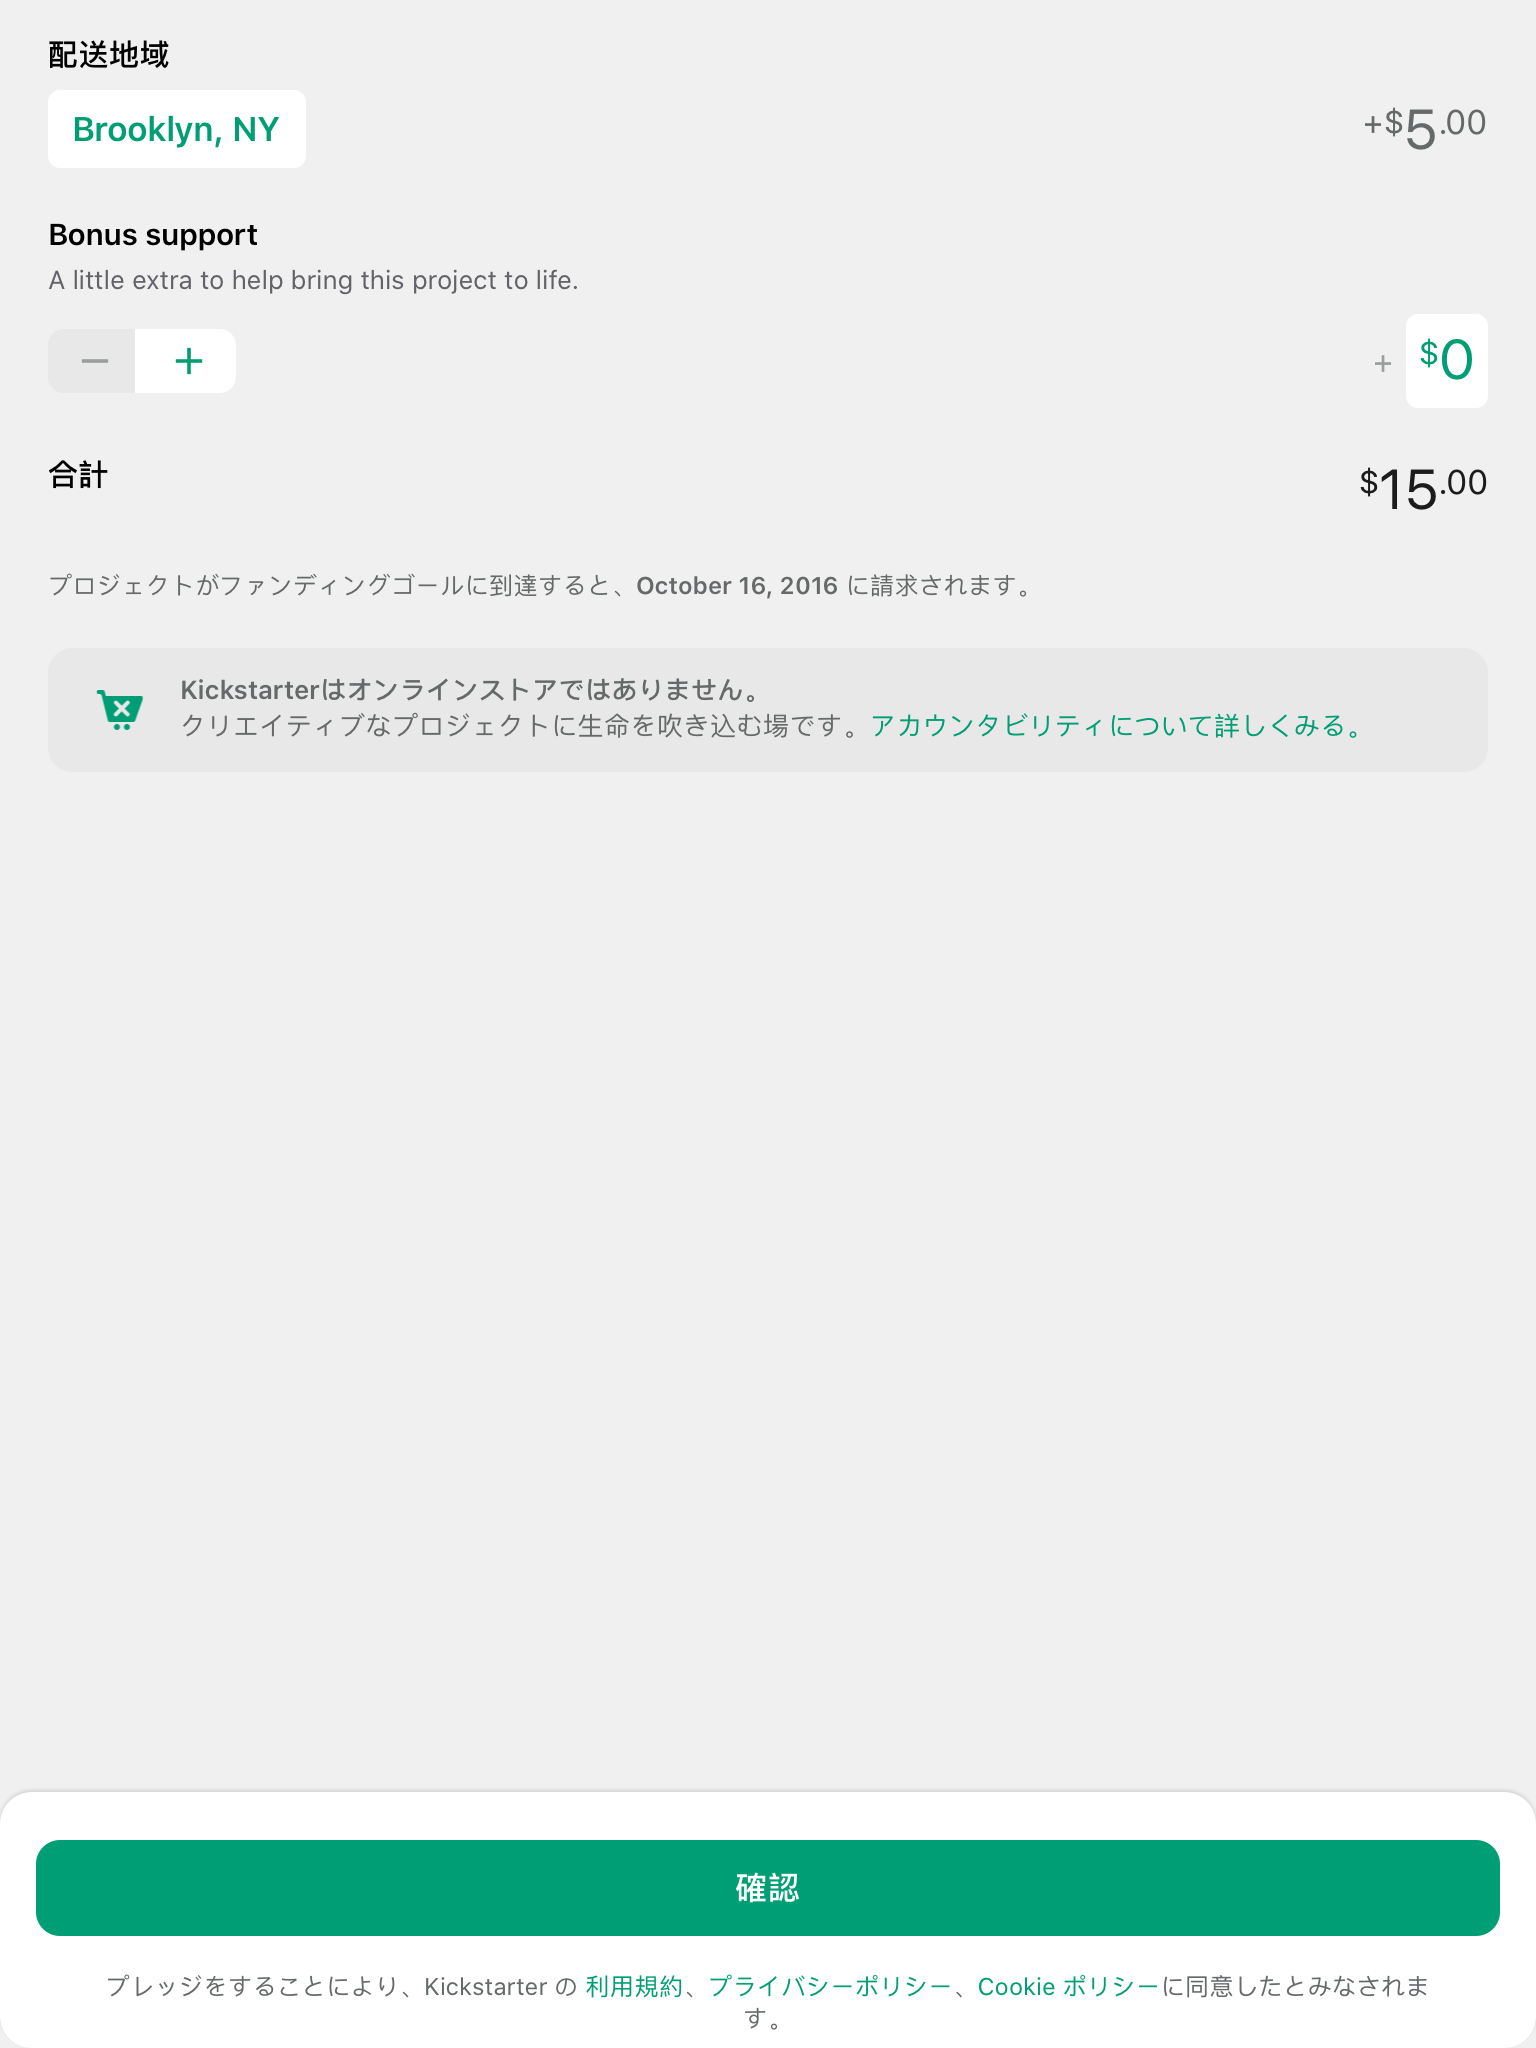 配送地域
Brooklyn, NY
+$5.00
Bonus support
A little extra to help bring this project to life.
− +
+ $0
合計
$15.00
プロジェクトがファンディングゴールに到達すると、October 16, 2016 に請求されます。
Kickstarterはオンラインストアではありません。
クリエイティブなプロジェクトに生命を吹き込む場です。アカウンタビリティについて詳しくみる。
確認
プレッジをすることにより、Kickstarter の 利用規約、プライバシーポリシー、Cookie ポリシーに同意したとみなされま
す。